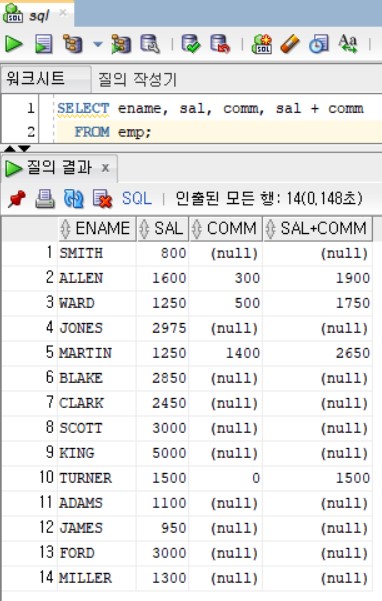 sql
워크시트 질의 작성기
1 SELECT ename, sal, comm, sal + comm
2 FROM emp;
질의 결과 x
SQL | 인출된 모든 행: 14(0,148초)
ENAME SAL COMM SAL+COMM
1 SMITH 800 (null) (null)
2 ALLEN 1600 300 1900
3 WARD 1250 500 1750
4 JONES 2975 (null) (null)
5 MARTIN 1250 1400 2650
6 BLAKE 2850 (null) (null)
7 CLARK 2450 (null) (null)
8 SCOTT 3000 (null) (null)
9 KING 5000 (null) (null)
10 TURNER 1500 0 1500
11 ADAMS 1100 (null) (null)
12 JAMES 950 (null) (null)
13 FORD 3000 (null) (null)
14 MILLER 1300 (null) (null)